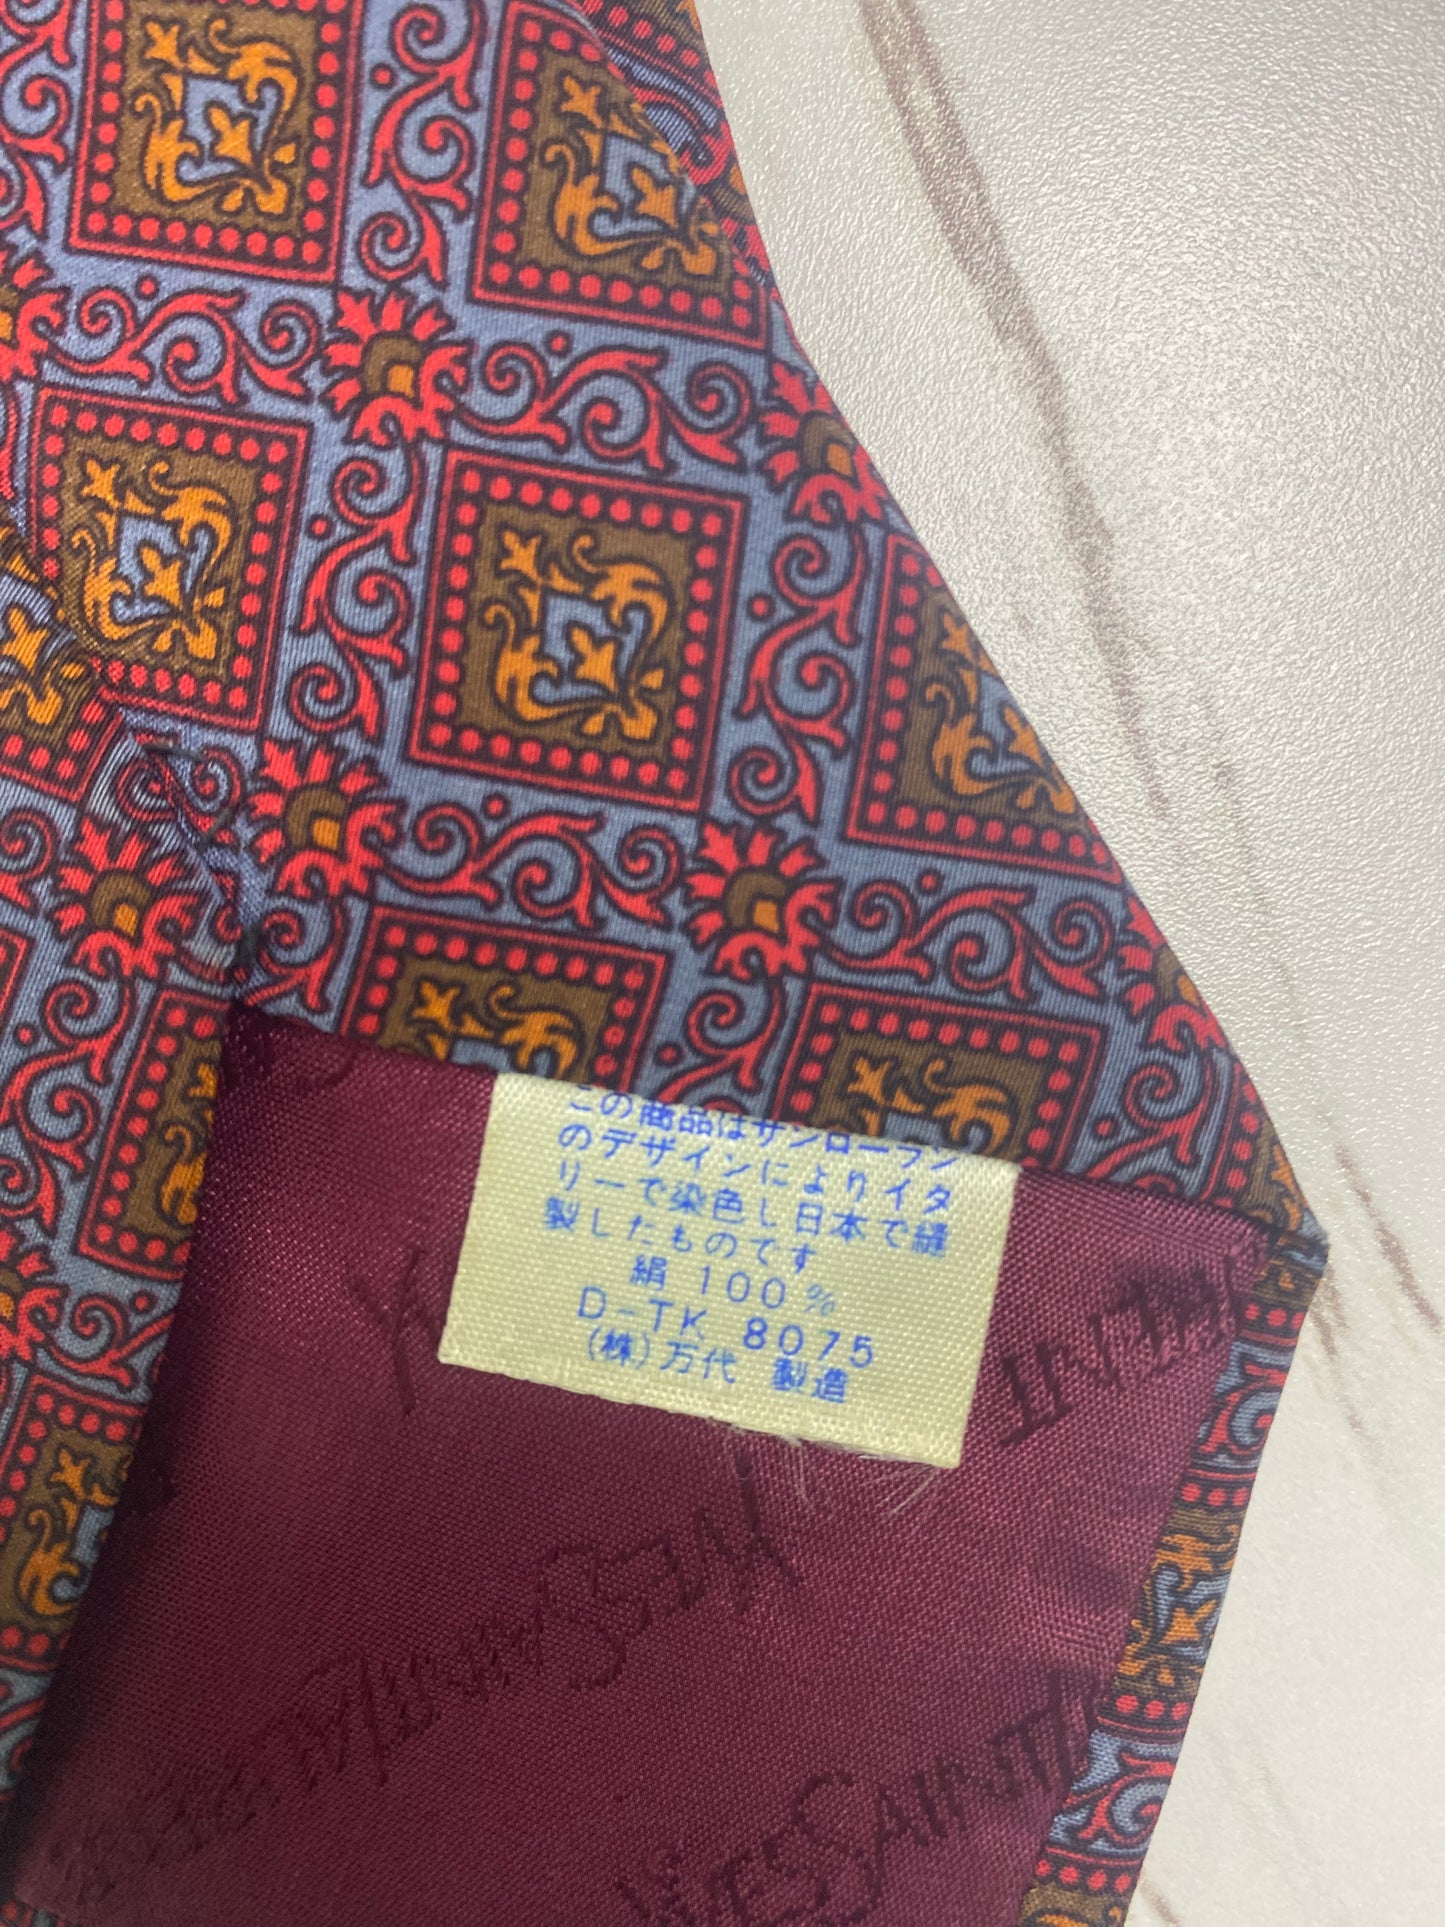 この商品はサンローラン
のデザインによりイタ
リーで染色し日本で縫
製したものです
絹 100%
D-TK 8075
(株)万代 製造
YVESSAINTLAURENT
YVESSAINTL